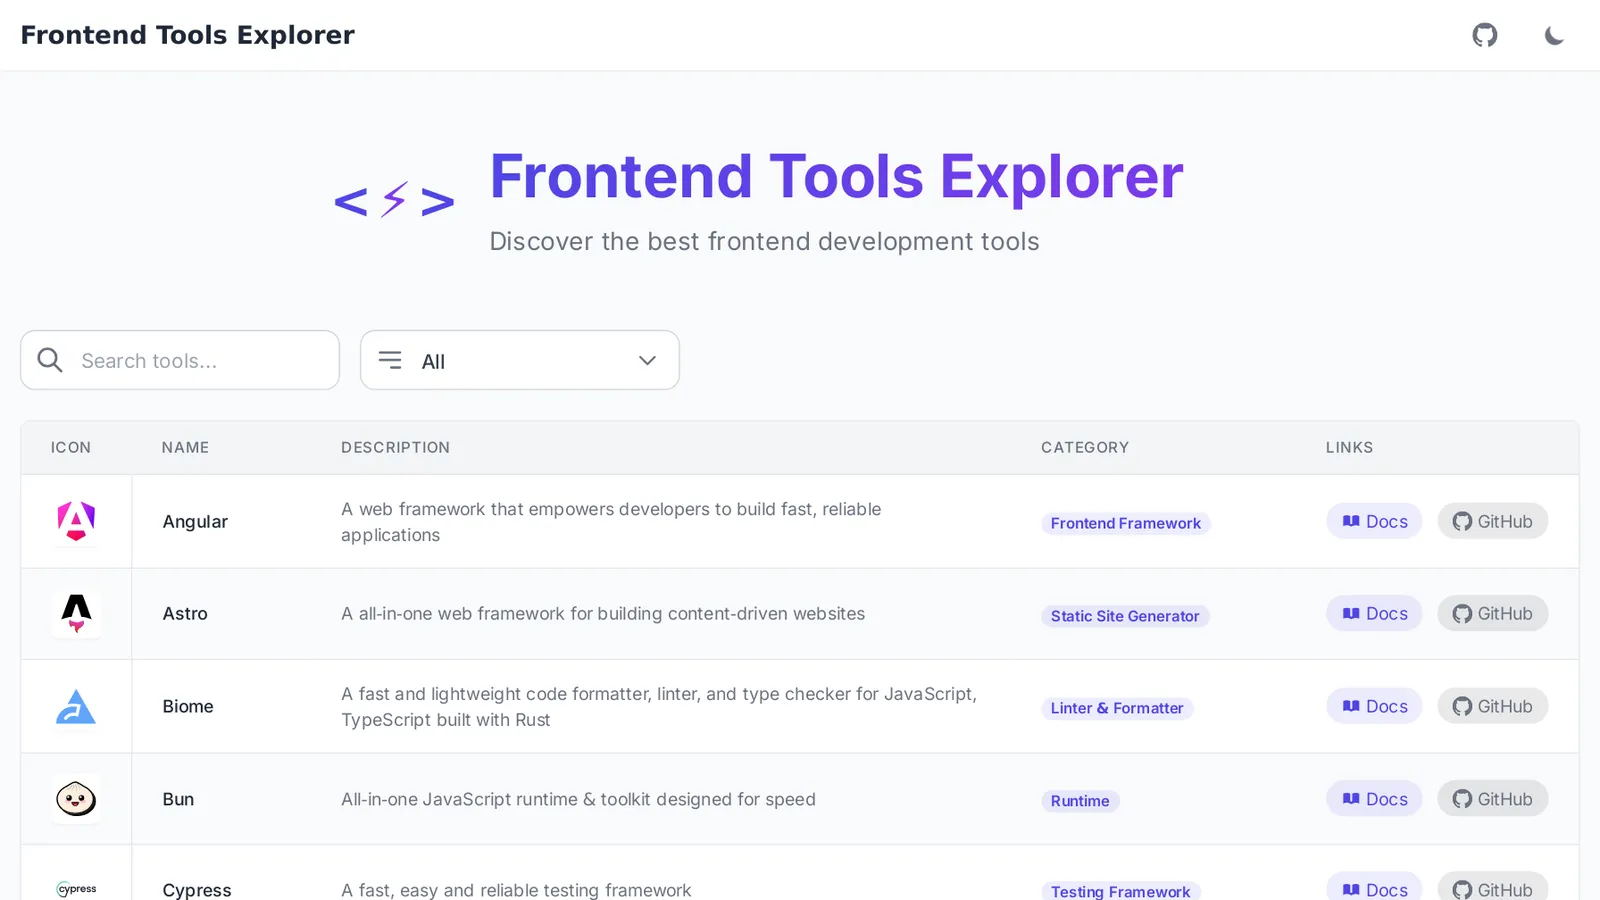 Frontend Tools Explorer
<⚡>
Frontend Tools Explorer
Discover the best frontend development tools
Search tools...
All
ICON NAME DESCRIPTION CATEGORY LINKS
Angular
A web framework that empowers developers to build fast, reliable
applications
Frontend Framework
Docs GitHub
Astro
A all-in-one web framework for building content-driven websites
Static Site Generator
Docs GitHub
Biome
A fast and lightweight code formatter, linter, and type checker for JavaScript,
TypeScript built with Rust
Linter & Formatter
Docs GitHub
Bun
All-in-one JavaScript runtime & toolkit designed for speed
Runtime
Docs GitHub
cypress
Cypress
A fast, easy and reliable testing framework
Testing Framework
Docs GitHub